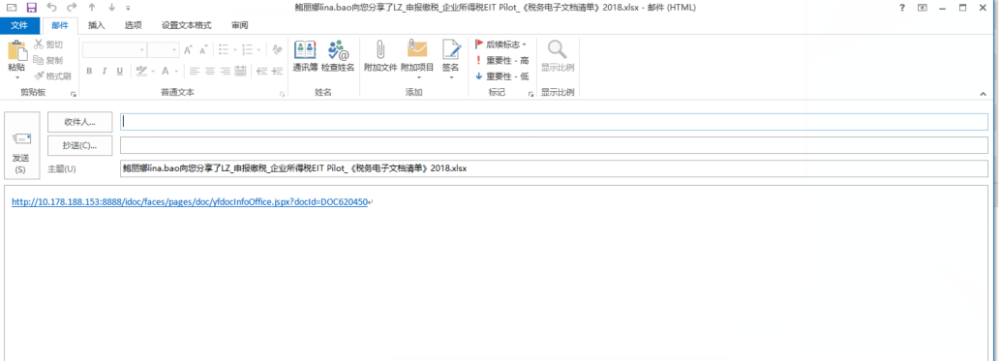 鲍丽娜lina.bao向您分享了LZ_申报缴税_企业所得税EIT Pilot_《税务电子文档清单》2018.xlsx - 邮件 (HTML)
文件 邮件 插入 选项 设置文本格式 审阅
粘贴 剪切 复制 格式刷
B I U A A A
通讯簿 检查姓名 附加文件 附加项目 签名
后续标志
重要性 - 高
重要性 - 低
显示比例
剪贴板 普通文本 姓名 添加 标记 显示比例
收件人...
抄送(C)...
发送
(S)
主题(U) 鲍丽娜lina.bao向您分享了LZ_申报缴税_企业所得税EIT Pilot_《税务电子文档清单》2018.xlsx
http://10.178.188.153:8888/idoc/faces/pages/doc/yfdocInfoOffice.jspx?docId=DOC620450